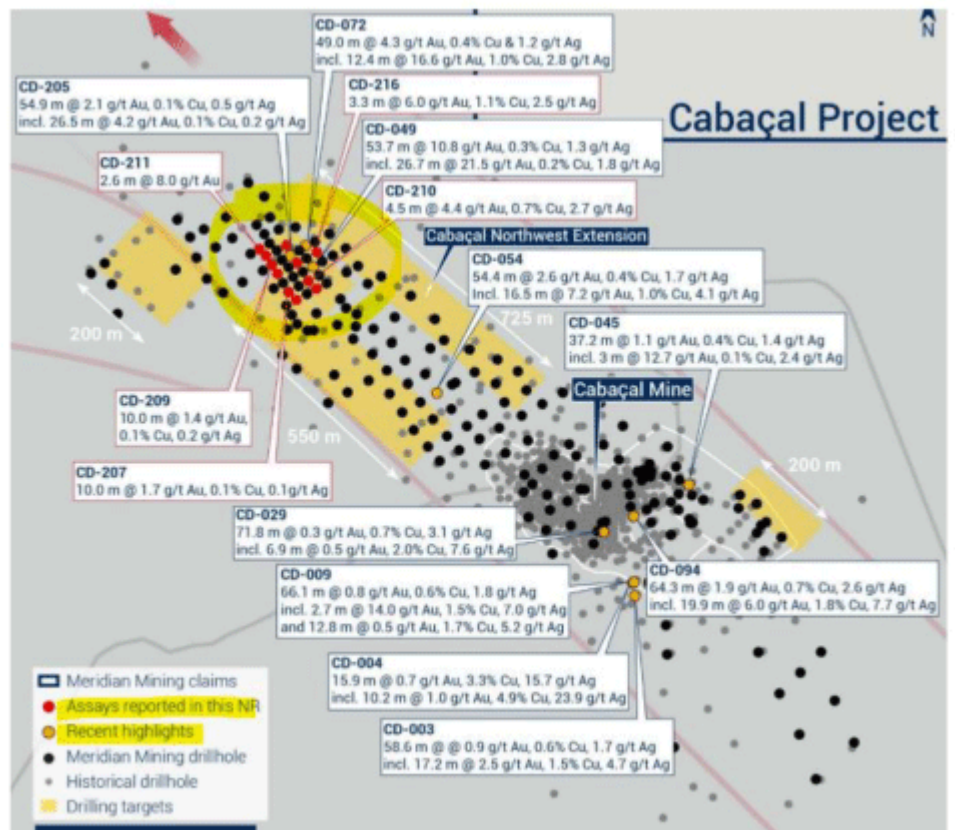 CD-072
49.0 m @ 4.3 g/t Au, 0.4% Cu & 1.2 g/t Ag
incl. 12.4 m @ 16.6 g/t Au, 1.0% Cu, 2.8 g/t Ag
N
CD-205
54.9 m @ 2.1 g/t Au, 0.1% Cu, 0.5 g/t Ag
incl. 26.5 m @ 4.2 g/t Au, 0.1% Cu, 0.2 g/t Ag
CD-216
3.3 m @ 6.0 g/t Au, 1.1% Cu, 2.5 g/t Ag
Cabaçal Project
CD-049
53.7 m @ 10.8 g/t Au, 0.3% Cu, 1.3 g/t Ag
incl. 26.7 m @ 21.5 g/t Au, 0.2% Cu, 1.8 g/t Ag
CD-211
2.6 m @ 8.0 g/t Au
CD-210
4.5 m @ 4.4 g/t Au, 0.7% Cu, 2.7 g/t Ag
Cabaçal Northwest Extension
CD-054
54.4 m @ 2.6 g/t Au, 0.4% Cu, 1.7 g/t Ag
Incl. 16.5 m @ 7.2 g/t Au, 1.0% Cu, 4.1 g/t Ag
725 m
200 m
CD-045
37.2 m @ 1.1 g/t Au, 0.4% Cu, 1.4 g/t Ag
incl. 3 m @ 12.7 g/t Au, 0.1% Cu, 2.4 g/t Ag
Cabaçal Mine
CD-209
10.0 m @ 1.4 g/t Au,
0.1% Cu, 0.2 g/t Ag
550 m
200 m
CD-207
10.0 m @ 1.7 g/t Au, 0.1% Cu, 0.1g/t Ag
CD-029
71.8 m @ 0.3 g/t Au, 0.7% Cu, 3.1 g/t Ag
incl. 6.9 m @ 0.5 g/t Au, 2.0% Cu, 7.6 g/t Ag
CD-009
66.1 m @ 0.8 g/t Au, 0.6% Cu, 1.8 g/t Ag
incl. 2.7 m @ 14.0 g/t Au, 1.5% Cu, 7.0 g/t Ag
and 12.8 m @ 0.5 g/t Au, 1.7% Cu, 5.2 g/t Ag
CD-094
64.3 m @ 1.9 g/t Au, 0.7% Cu, 2.6 g/t Ag
incl. 19.9 m @ 6.0 g/t Au, 1.8% Cu, 7.7 g/t Ag
CD-004
15.9 m @ 0.7 g/t Au, 3.3% Cu, 15.7 g/t Ag
incl. 10.2 m @ 1.0 g/t Au, 4.9% Cu, 23.9 g/t Ag
CD-003
58.6 m @ @ 0.9 g/t Au, 0.6% Cu, 1.7 g/t Ag
incl. 17.2 m @ 2.5 g/t Au, 1.5% Cu, 4.7 g/t Ag
Meridian Mining claims
Assays reported in this NR
Recent highlights
Meridian Mining drillhole
Historical drillhole
Drilling targets